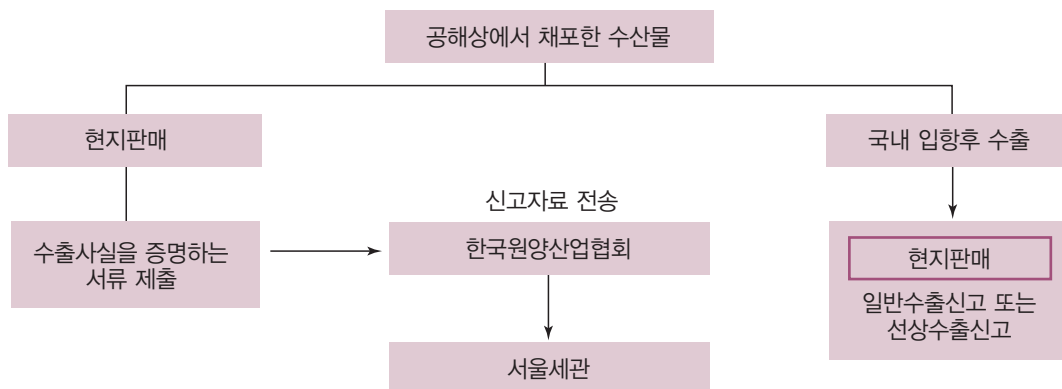 공해상에서 채포한 수산물
현지판매
국내 입항후 수출
신고자료 전송
수출사실을 증명하는
서류 제출
한국원양산업협회
현지판매
일반수출신고 또는
선상수출신고
서울세관